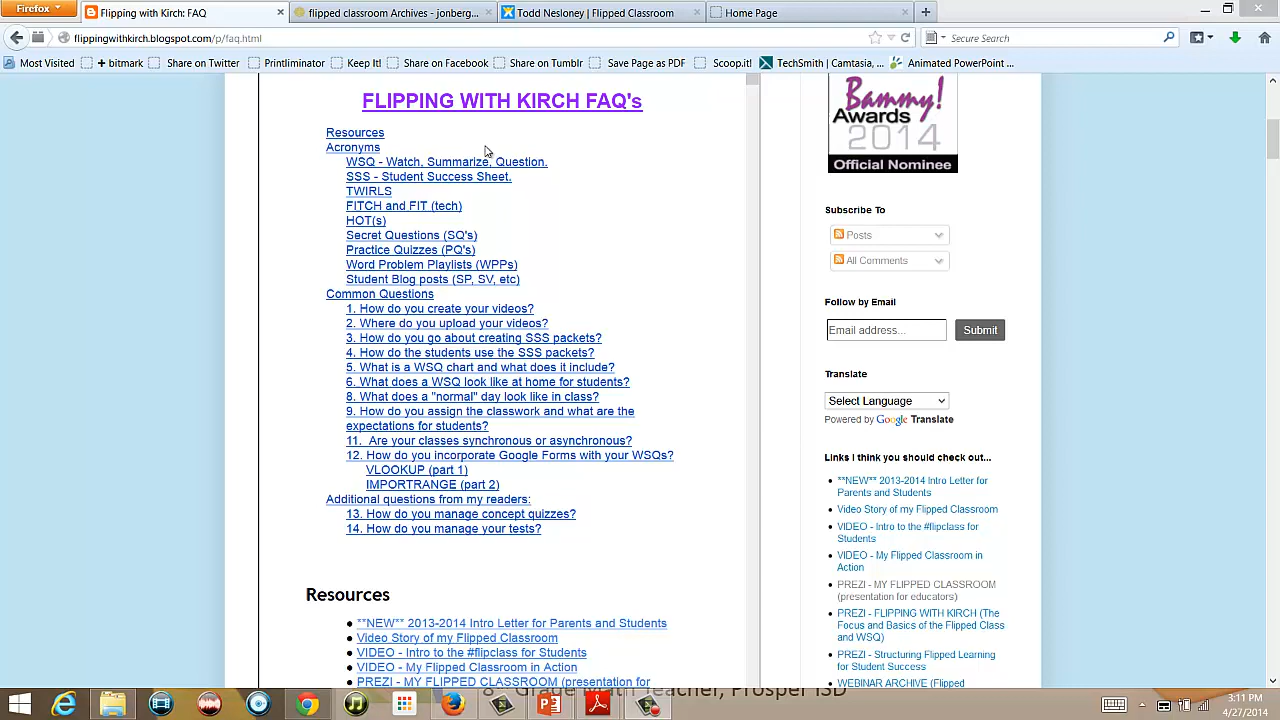 Firefox
Flipping with Kirch: FAQ
flipped classroom Archives - jonberg...
Todd Nesloney | Flipped Classroom
Home Page
flippingwithkirch.blogspot.com/p/faq.html
Secure Search
Most Visited
+ bitmark
Share on Twitter
Printliminator
Keep It!
Share on Facebook
Share on Tumblr
Save Page as PDF
Scoop.it!
TechSmith | Camtasia, ...
Animated PowerPoint ...
FLIPPING WITH KIRCH FAQ's
Resources
Acronyms
WSQ - Watch, Summarize, Question.
SSS - Student Success Sheet.
TWIRLS
FITCH and FIT (tech)
HOT(s)
Secret Questions (SQ's)
Practice Quizzes (PQ's)
Word Problem Playlists (WPPs)
Student Blog posts (SP, SV, etc)
Common Questions
1. How do you create your videos?
2. Where do you upload your videos?
3. How do you go about creating SSS packets?
4. How do the students use the SSS packets?
5. What is a WSQ chart and what does it include?
6. What does a WSQ look like at home for students?
8. What does a "normal" day look like in class?
9. How do you assign the classwork and what are the
expectations for students?
11.  Are your classes synchronous or asynchronous?
12. How do you incorporate Google Forms with your WSQs?
VLOOKUP (part 1)
IMPORTRANGE (part 2)
Additional questions from my readers:
13. How do you manage concept quizzes?
14. How do you manage your tests?
Resources
**NEW** 2013-2014 Intro Letter for Parents and Students
Video Story of my Flipped Classroom
VIDEO - Intro to the #flipclass for Students
VIDEO - My Flipped Classroom in Action
PREZI - MY FLIPPED CLASSROOM (presentation for
Bammy!
Awards
2014
Official Nominee
Subscribe To
Posts
All Comments
Follow by Email
Email address...
Submit
Translate
Select Language
Powered by Google Translate
Links I think you should check out...
**NEW** 2013-2014 Intro Letter for
Parents and Students
Video Story of my Flipped Classroom
VIDEO - Intro to the #flipclass for
Students
VIDEO - My Flipped Classroom in
Action
PREZI - MY FLIPPED CLASSROOM
(presentation for educators)
PREZI - FLIPPING WITH KIRCH (The
Focus and Basics of the Flipped Class
and WSQ)
PREZI - Structuring Flipped Learning
for Student Success
WEBINAR ARCHIVE (Flipped
Grade Math Teacher, Prosper ISD
3:11 PM
4/27/2014